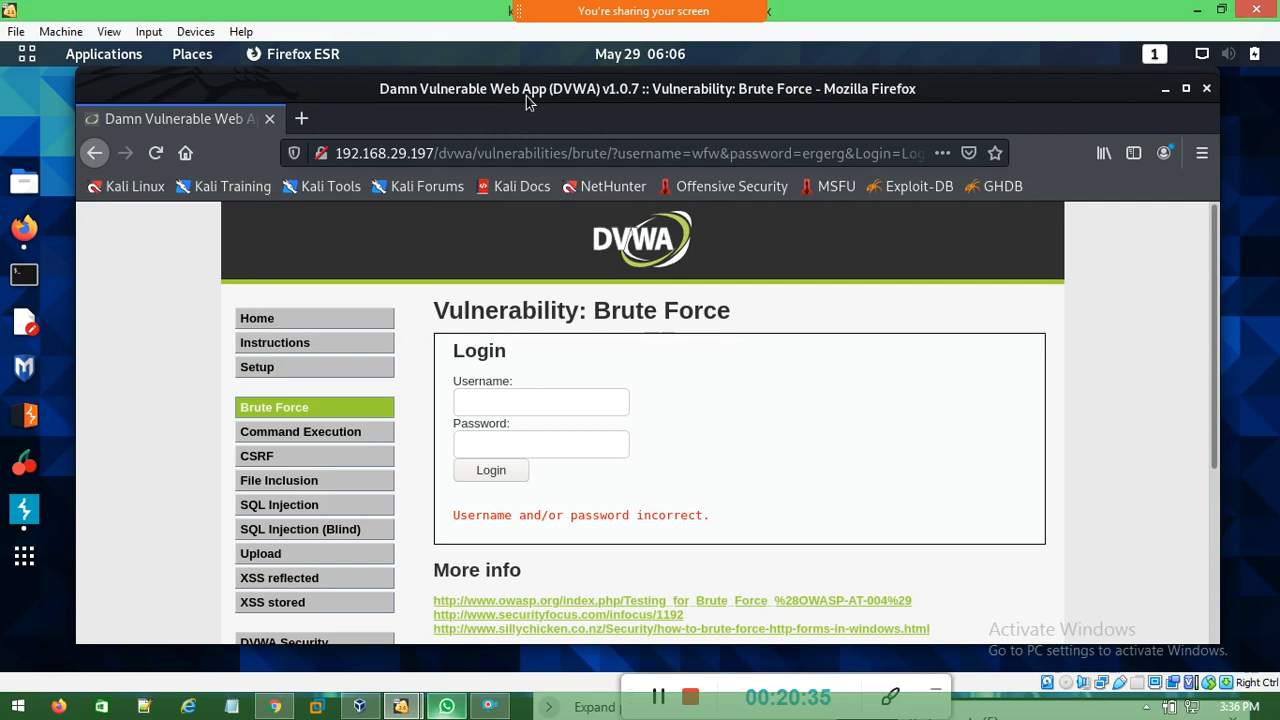 You're sharing your screen
File Machine View Input Devices Help
Applications Places Firefox ESR May 29 06:06 1
Damn Vulnerable Web App (DVWA) v1.0.7 :: Vulnerability: Brute Force - Mozilla Firefox
Damn Vulnerable Web A
192.168.29.197/dvwa/vulnerabilities/brute/?username=wfw&password=ergerg&Login=Log
Kali Linux Kali Training Kali Tools Kali Forums Kali Docs NetHunter Offensive Security MSFU Exploit-DB GHDB
DVWA
Vulnerability: Brute Force
Home
Instructions
Setup
Brute Force
Command Execution
CSRF
File Inclusion
SQL Injection
SQL Injection (Blind)
Upload
XSS reflected
XSS stored
DVWA Security
Login
Username:
Password:
Login
Username and/or password incorrect.
More info
http://www.owasp.org/index.php/Testing_for_Brute_Force_%28OWASP-AT-004%29
http://www.securityfocus.com/infocus/1192
http://www.sillychicken.co.nz/Security/how-to-brute-force-http-forms-in-windows.html
Activate Windows
Go to PC settings to activate Windows.
Right Ctrl
00:20:35
Expand p
3:36 PM